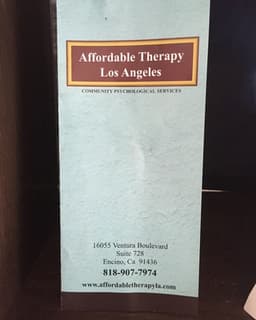 Affordable Therapy
Los Angeles
COMMUNITY PSYCHOLOGICAL SERVICES
16055 Ventura Boulevard
Suite 728
Encino, Ca 91436
818-907-7974
www.affordabletherapyla.com